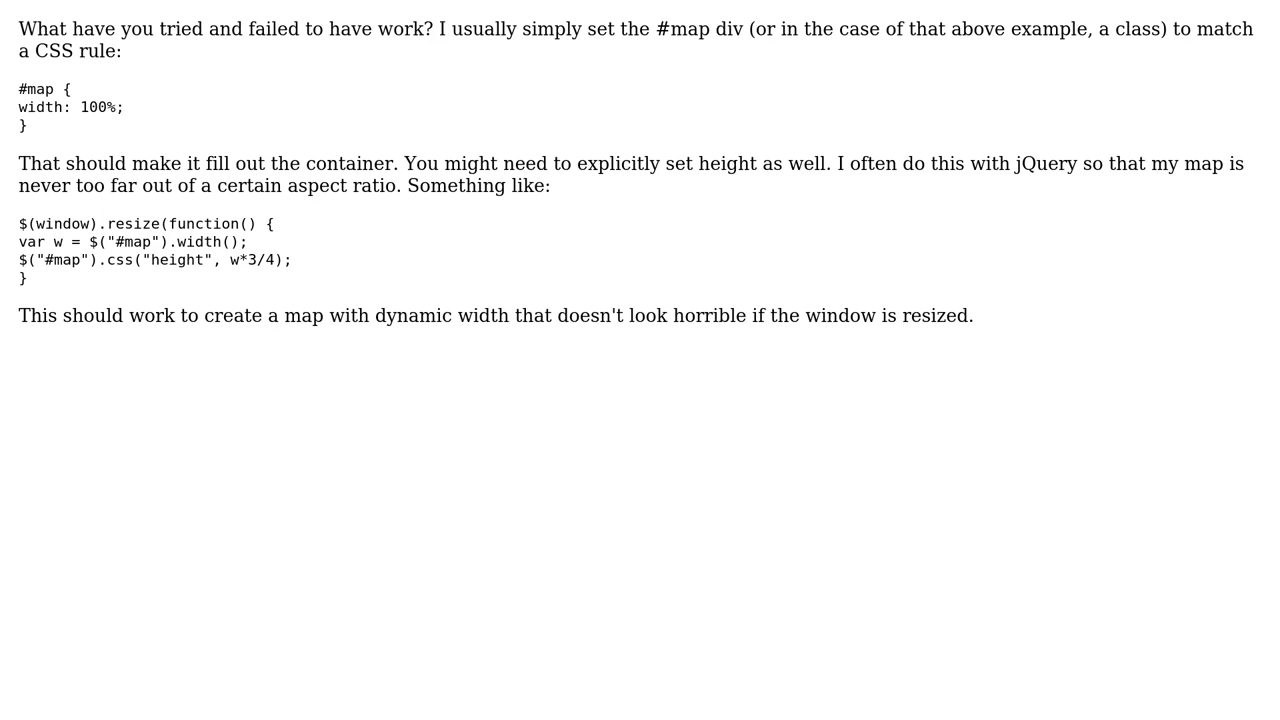 What have you tried and failed to have work? I usually simply set the #map div (or in the case of that above example, a class) to match
a CSS rule:
#map {
width: 100%;
}
That should make it fill out the container. You might need to explicitly set height as well. I often do this with jQuery so that my map is
never too far out of a certain aspect ratio. Something like:
$(window).resize(function() {
var w = $("#map").width();
$("#map").css("height", w*3/4);
}
This should work to create a map with dynamic width that doesn't look horrible if the window is resized.